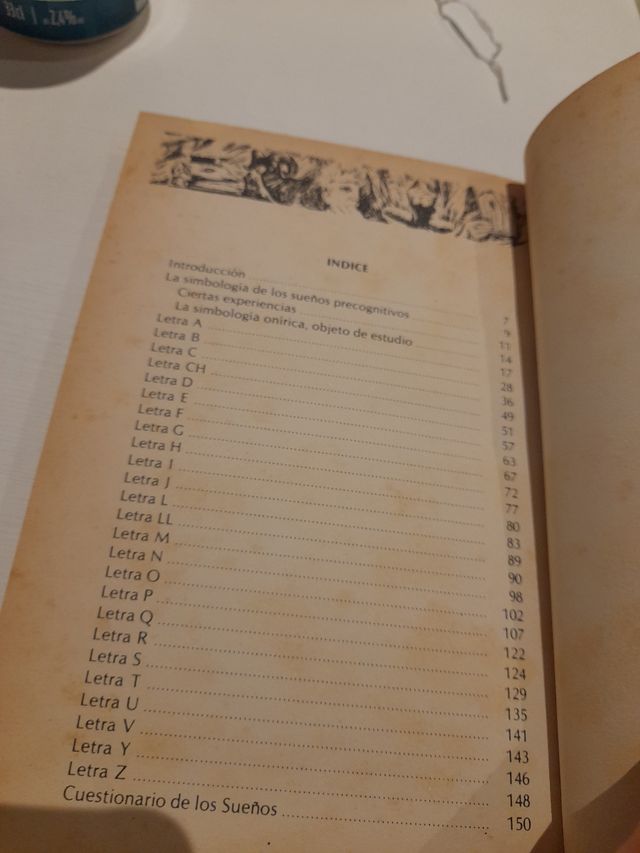 2,4%
INDICE
Introducción ........ 7
La simbología de los sueños precognitivos ........ 9
Ciertas experiencias ........ 11
La simbología onírica, objeto de estudio ........ 14
Letra A ........ 17
Letra B ........ 28
Letra C ........ 36
Letra CH ........ 49
Letra D ........ 51
Letra E ........ 57
Letra F ........ 63
Letra G ........ 67
Letra H ........ 72
Letra I ........ 77
Letra J ........ 80
Letra L ........ 83
Letra LL ........ 89
Letra M ........ 90
Letra N ........ 98
Letra O ........ 102
Letra P ........ 107
Letra Q ........ 122
Letra R ........ 124
Letra S ........ 129
Letra T ........ 135
Letra U ........ 141
Letra V ........ 143
Letra Y ........ 146
Letra Z ........ 148
Cuestionario de los Sueños ........ 150